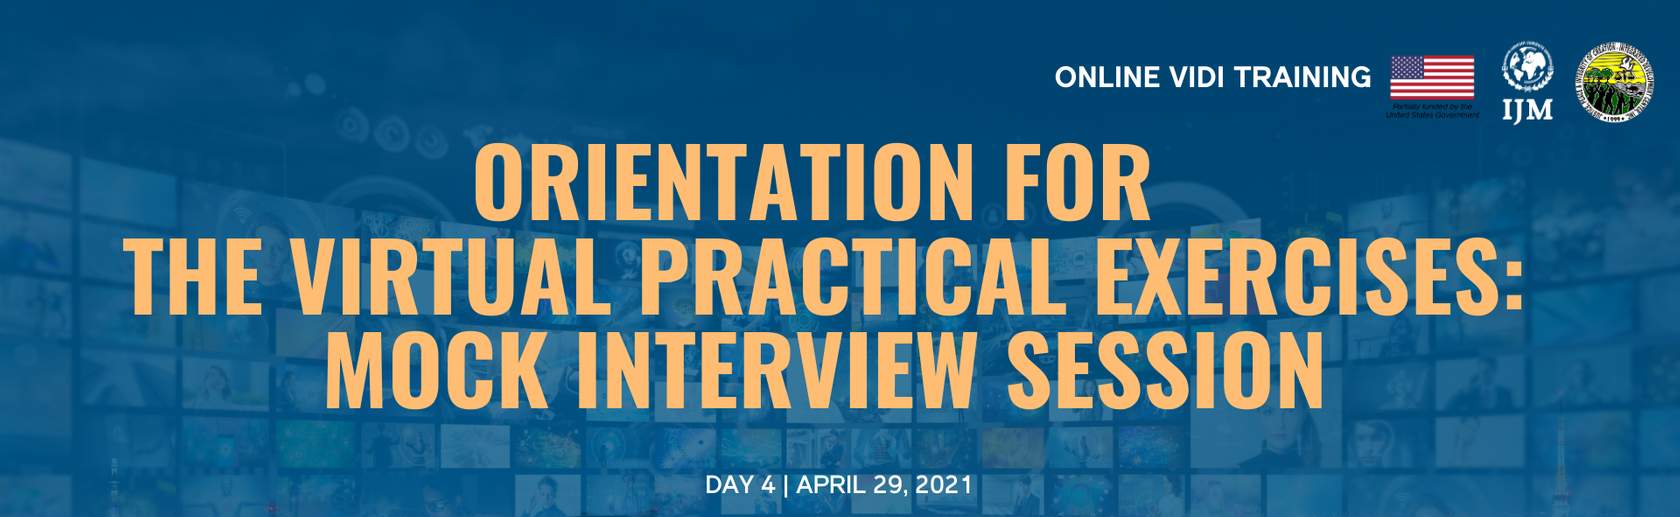 ONLINE VIDI TRAINING
Partially funded by the
United States Government
IJM
ORIENTATION FOR
THE VIRTUAL PRACTICAL EXERCISES:
MOCK INTERVIEW SESSION
DAY 4 | APRIL 29, 2021